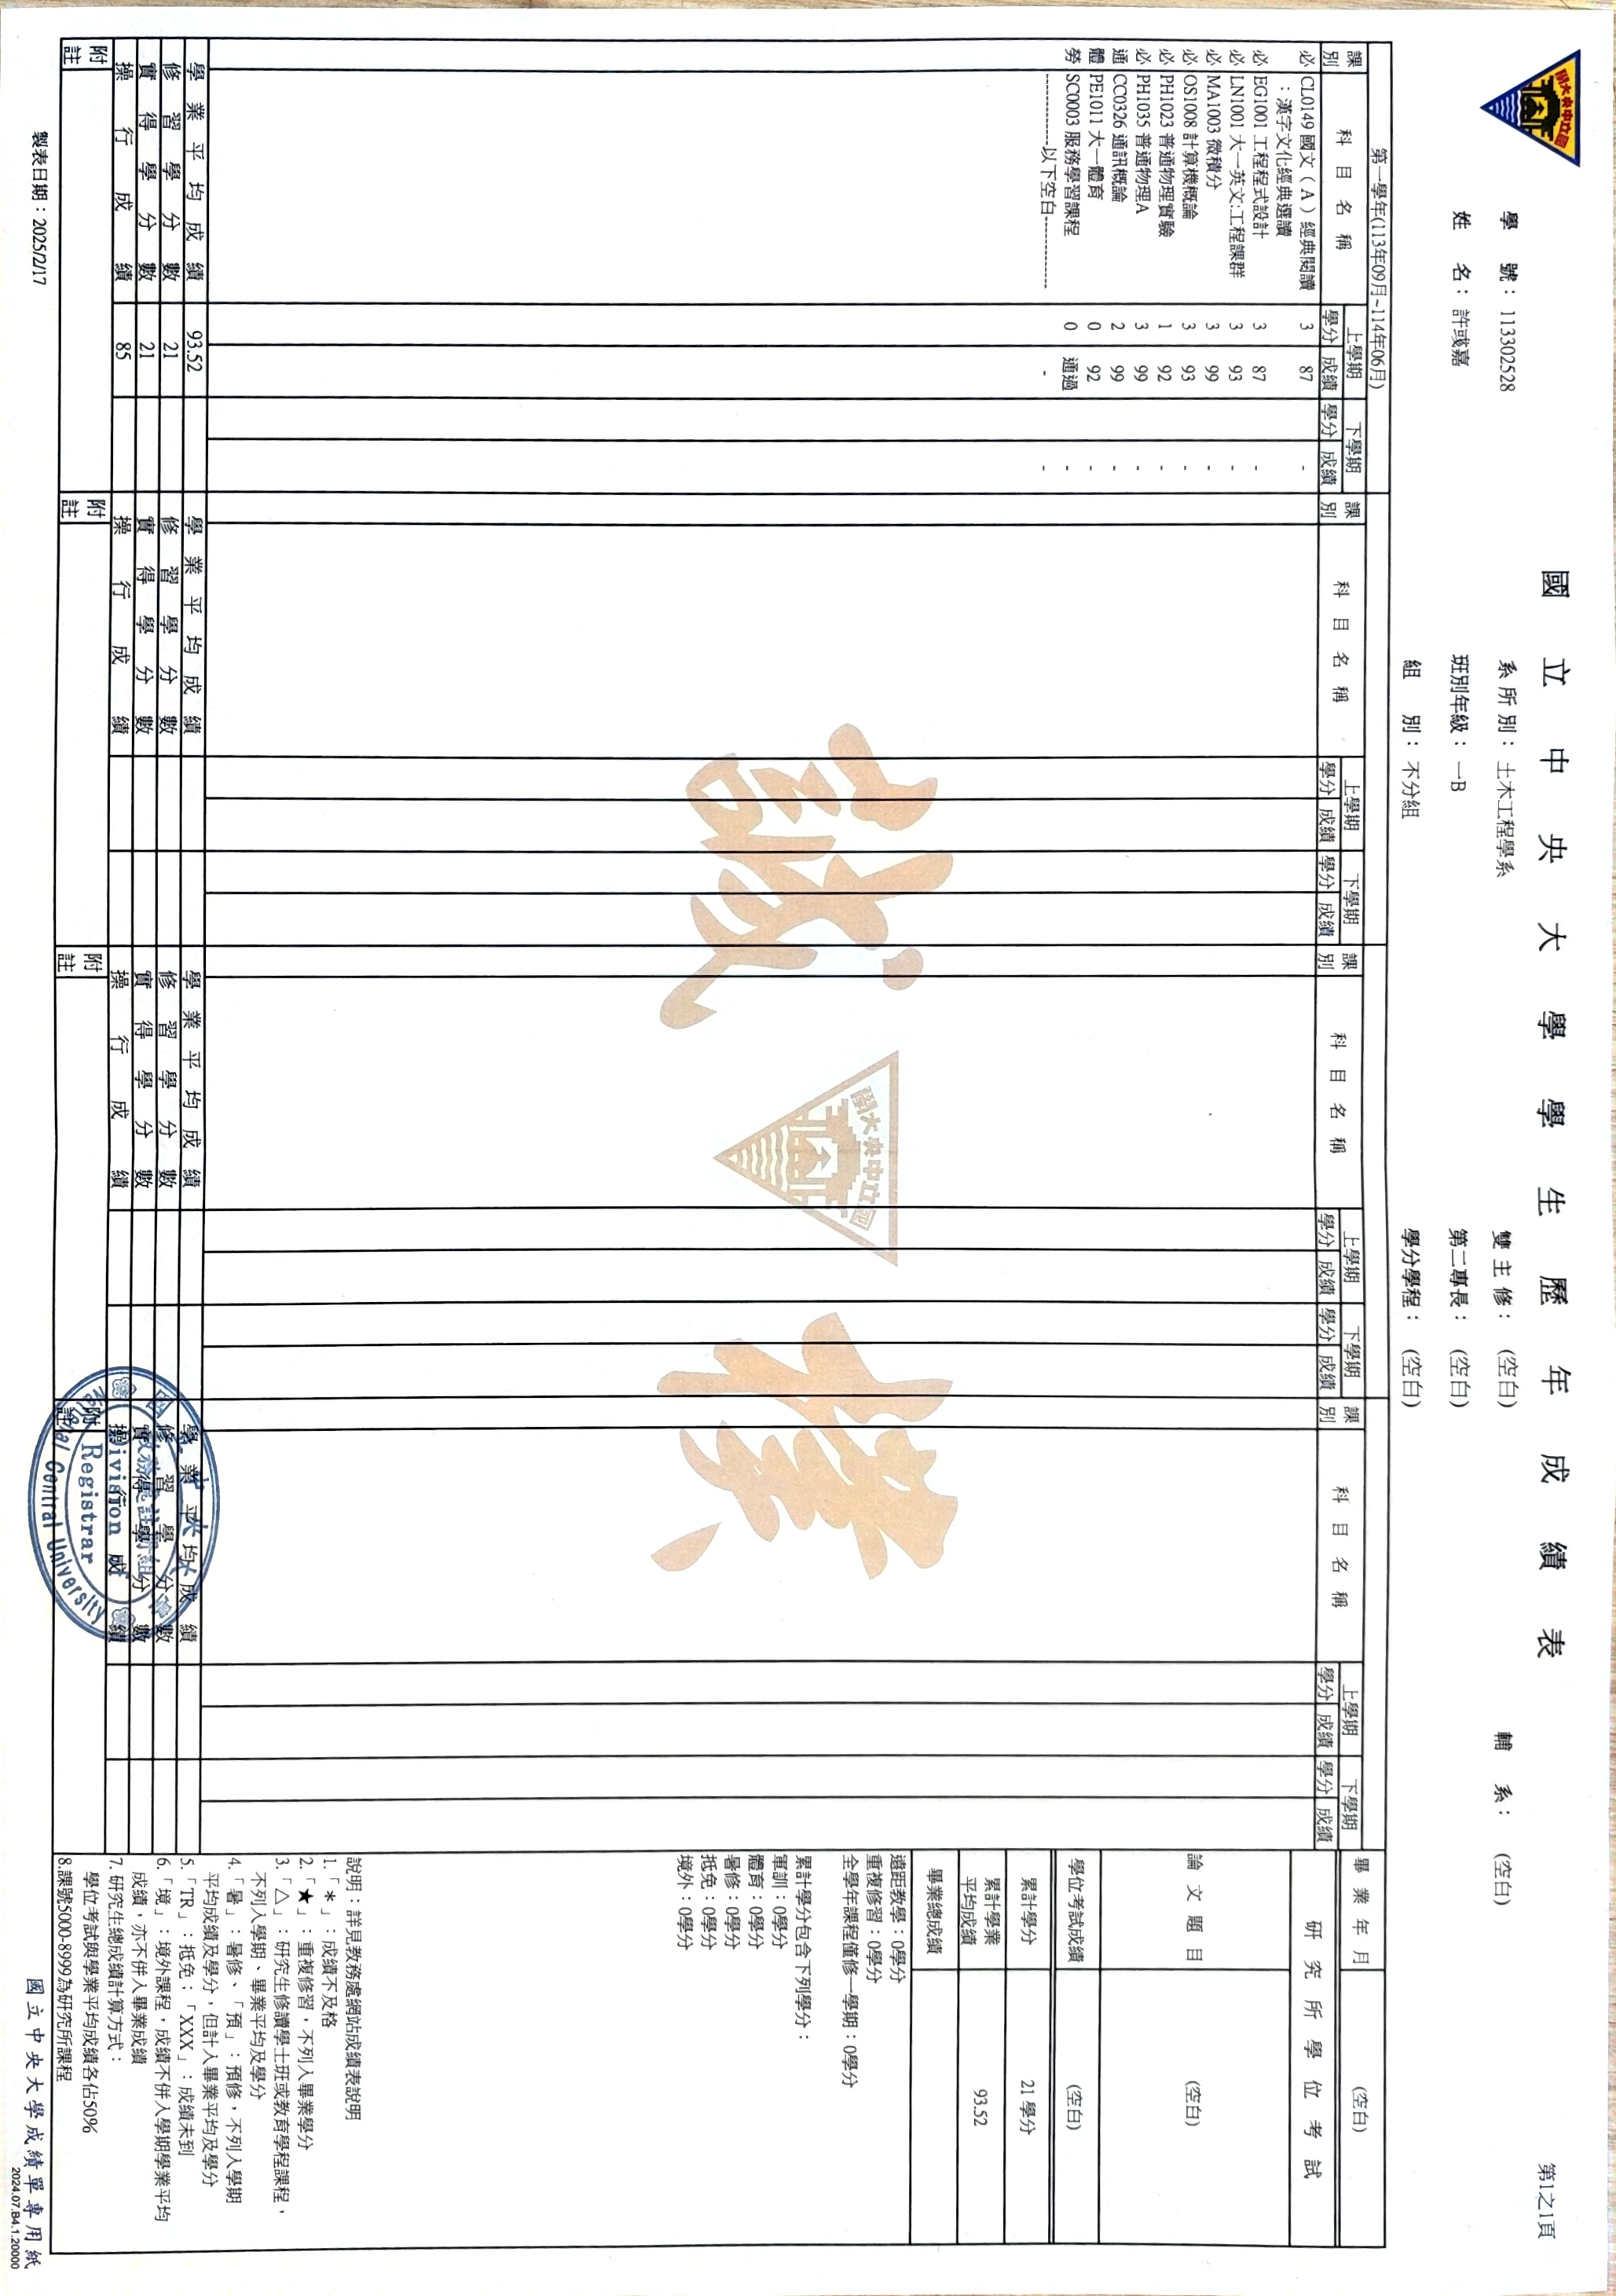 國立中央大學學生歷年成績表
第1之1頁
國立中央大學
學 號：113302528 系所別：土木工程學系 雙主修：(空白) 輔 系：(空白)
姓 名：許彧嘉 班別年級：一B 第二專長：(空白)
組 別：不分組 學分學程：(空白)
第一學年(113年09月~114年06月)
課別 科目名稱 上學期 下學期 課別 科目名稱 上學期 下學期 課別 科目名稱 上學期 下學期 課別 科目名稱 上學期 下學期
學分 成績 學分 成績 學分 成績 學分 成績 學分 成績 學分 成績 學分 成績 學分 成績
必 CL0149 國文（A）經典閱讀 3 87 -
：漢字文化經典選讀
必 EG1001 工程程式設計 3 87 -
必 LN1001 大一英文:工程課群 3 93 -
必 MA1003 微積分 3 99 -
必 OS1008 計算機概論 3 93 -
必 PH1023 普通物理實驗 1 92 -
必 PH1035 普通物理A 3 99 -
通 CC0326 通訊概論 2 99 -
體 PE1011 大一體育 0 92 -
勞 SC0003 服務學習課程 0 通過 -
-------------以下空白------------- - -
畢業年月 (空白)
研究所學位考試
論文題目 (空白)
學位考試成績 (空白)
累計學分 21 學分
累計學業
平均成績 93.52
畢業總成績
遠距教學：0學分
重複修習：0學分
全學年課程僅修一學期：0學分
累計學分包含下列學分：
軍訓：0學分
體育：0學分
暑修：0學分
抵免：0學分
境外：0學分
誠 國立中央大學 樸
說明：詳見教務處網站成績表說明
1.「＊」：成績不及格
2.「★」：重複修習，不列入畢業學分
3.「△」：研究生修讀學士班或教育學程課程，
不列入學期、畢業平均及學分
4.「暑」：暑修、「預」：預修，不列入學期
平均成績及學分，但計入畢業平均及學分
5.「TR」：抵免；「XXX」：成績未到
6.「境」：境外課程，成績不併入學期學業平均
成績，亦不併入畢業成績
7. 研究生總成績計算方式：
學位考試與學業平均成績各佔50%
8.課號5000-8999為研究所課程
學業平均成績 93.52 學業平均成績 學業平均成績 學業平均成績
修習學分數 21 修習學分數 修習學分數 修習學分數
實得學分數 21 實得學分數 實得學分數 實得學分數
操行成績 85 操行成績 操行成績 操行成績
附註 附註 附註 附註
國立中央大學
教務處註冊組
Division of
Registrar
National Central University
製表日期：2025/2/17
國立中央大學成績單專用紙
2024.07.B4.1.20000